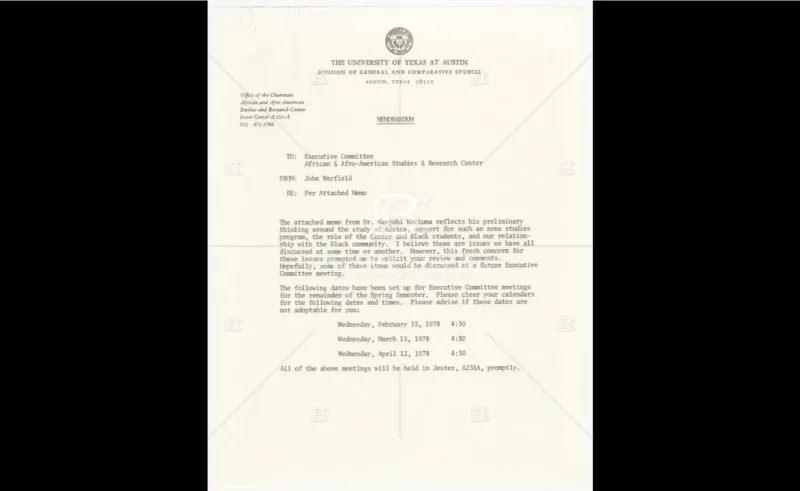 THE UNIVERSITY OF TEXAS AT AUSTIN
DIVISION OF GENERAL AND COMPARATIVE STUDIES
AUSTIN, TEXAS 78712
Office of the Chairman
African and Afro-American
Studies and Research Center
Jester Center A 231-A
512 471-1784
MEMORANDUM
TO: Executive Committee
African & Afro-American Studies & Research Center
FROM: John Warfield
RE: Per Attached Memo
The attached memo from Dr. Wanjohi Waciuma reflects his preliminary
thinking around the study of Africa, support for such an area studies
program, the role of the Center and Black students, and our relation-
ship with the Black community. I believe these are issues we have all
discussed at some time or another. However, this fresh concern for
these issues prompted me to solicit your review and comments.
Hopefully, some of these items would be discussed at a future Executive
Committee meeting.
The following dates have been set up for Executive Committee meetings
for the remainder of the Spring Semester. Please clear your calendars
for the following dates and times. Please advise if these dates are
not adoptable for you:
Wednesday, February 15, 1978 4:30
Wednesday, March 15, 1978 4:30
Wednesday, April 12, 1978 4:30
All of the above meetings will be held in Jester, A231A, promptly.